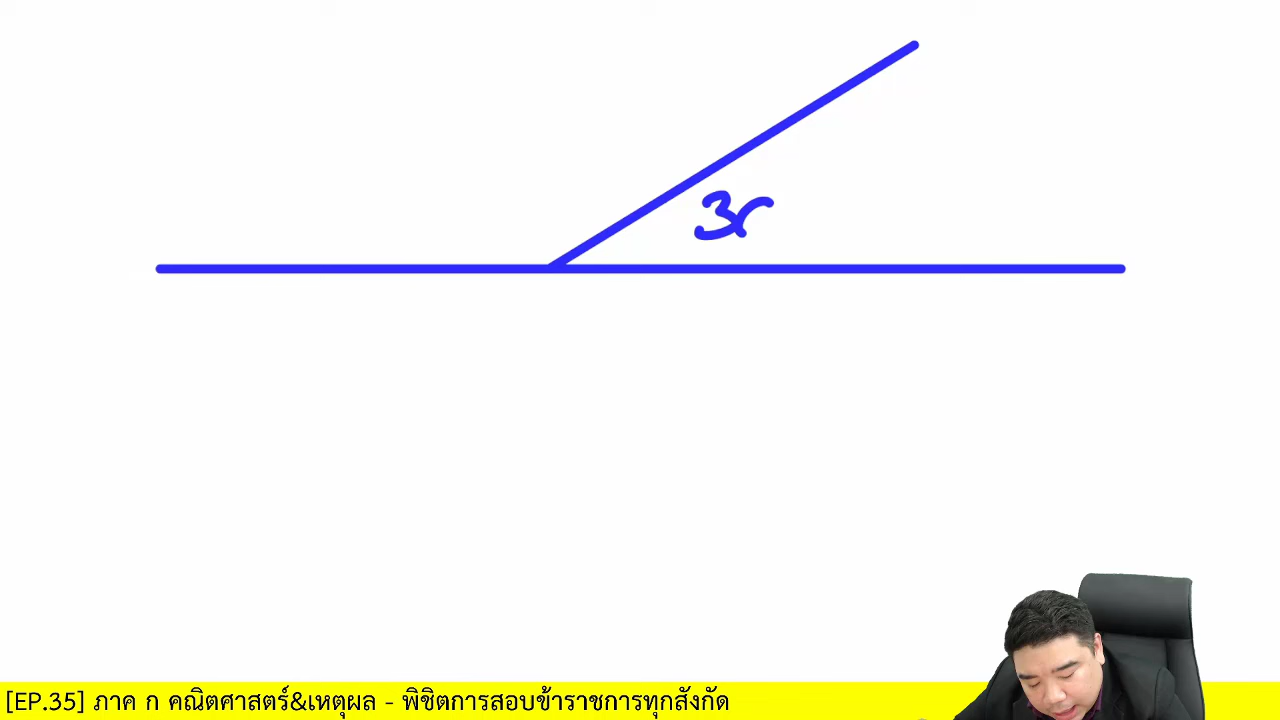 [EP.35] ภาค ก คณิตศาสตร์&เหตุผล - พิชิตการสอบข้าราชการทุกสังกัด